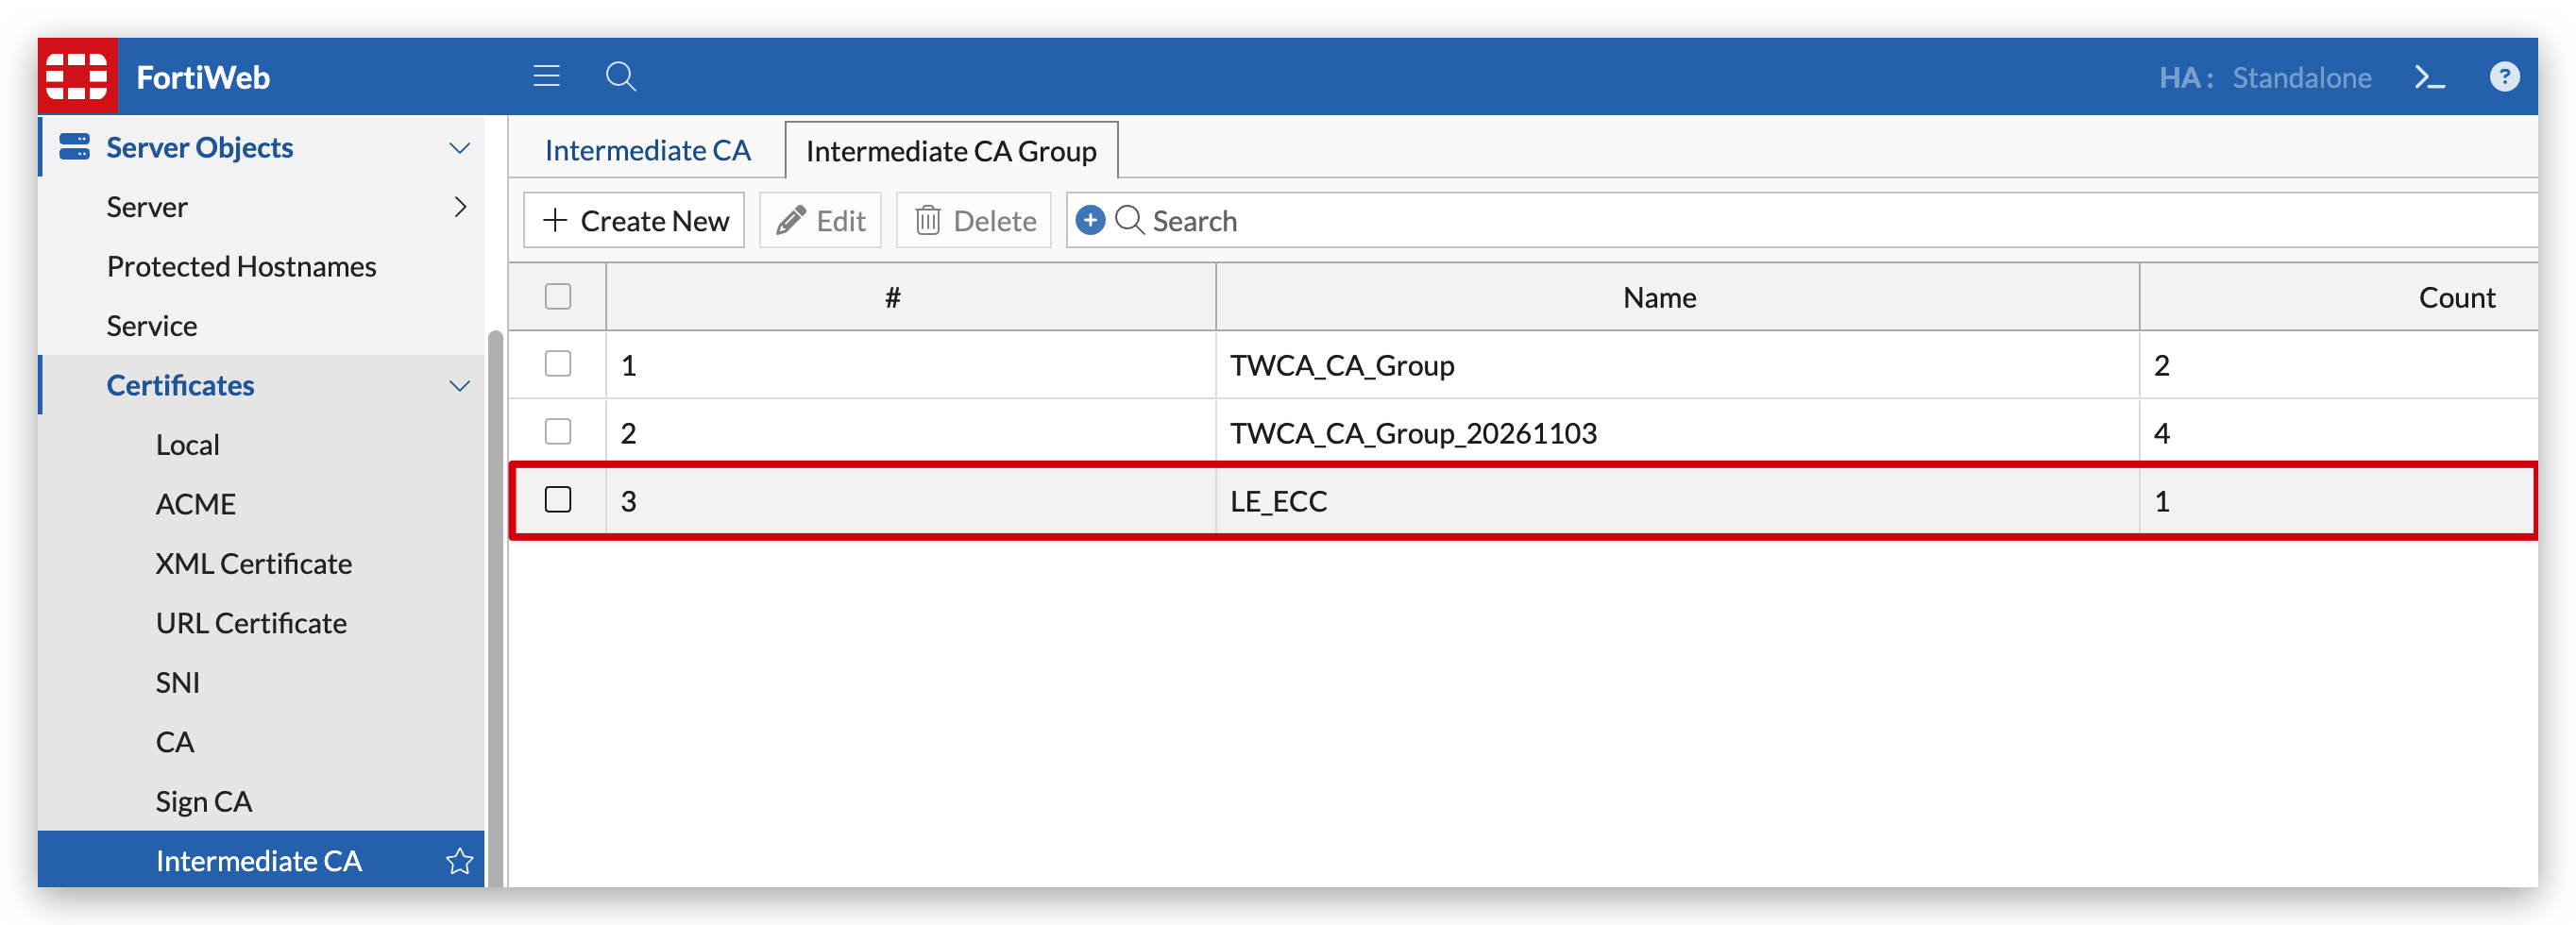 FortiWeb
HA: Standalone
>_
?
Server Objects
Server
Protected Hostnames
Service
Certificates
Local
ACME
XML Certificate
URL Certificate
SNI
CA
Sign CA
Intermediate CA
Intermediate CA
Intermediate CA Group
+ Create New
Edit
Delete
Search
# Name Count
1 TWCA_CA_Group 2
2 TWCA_CA_Group_20261103 4
3 LE_ECC 1